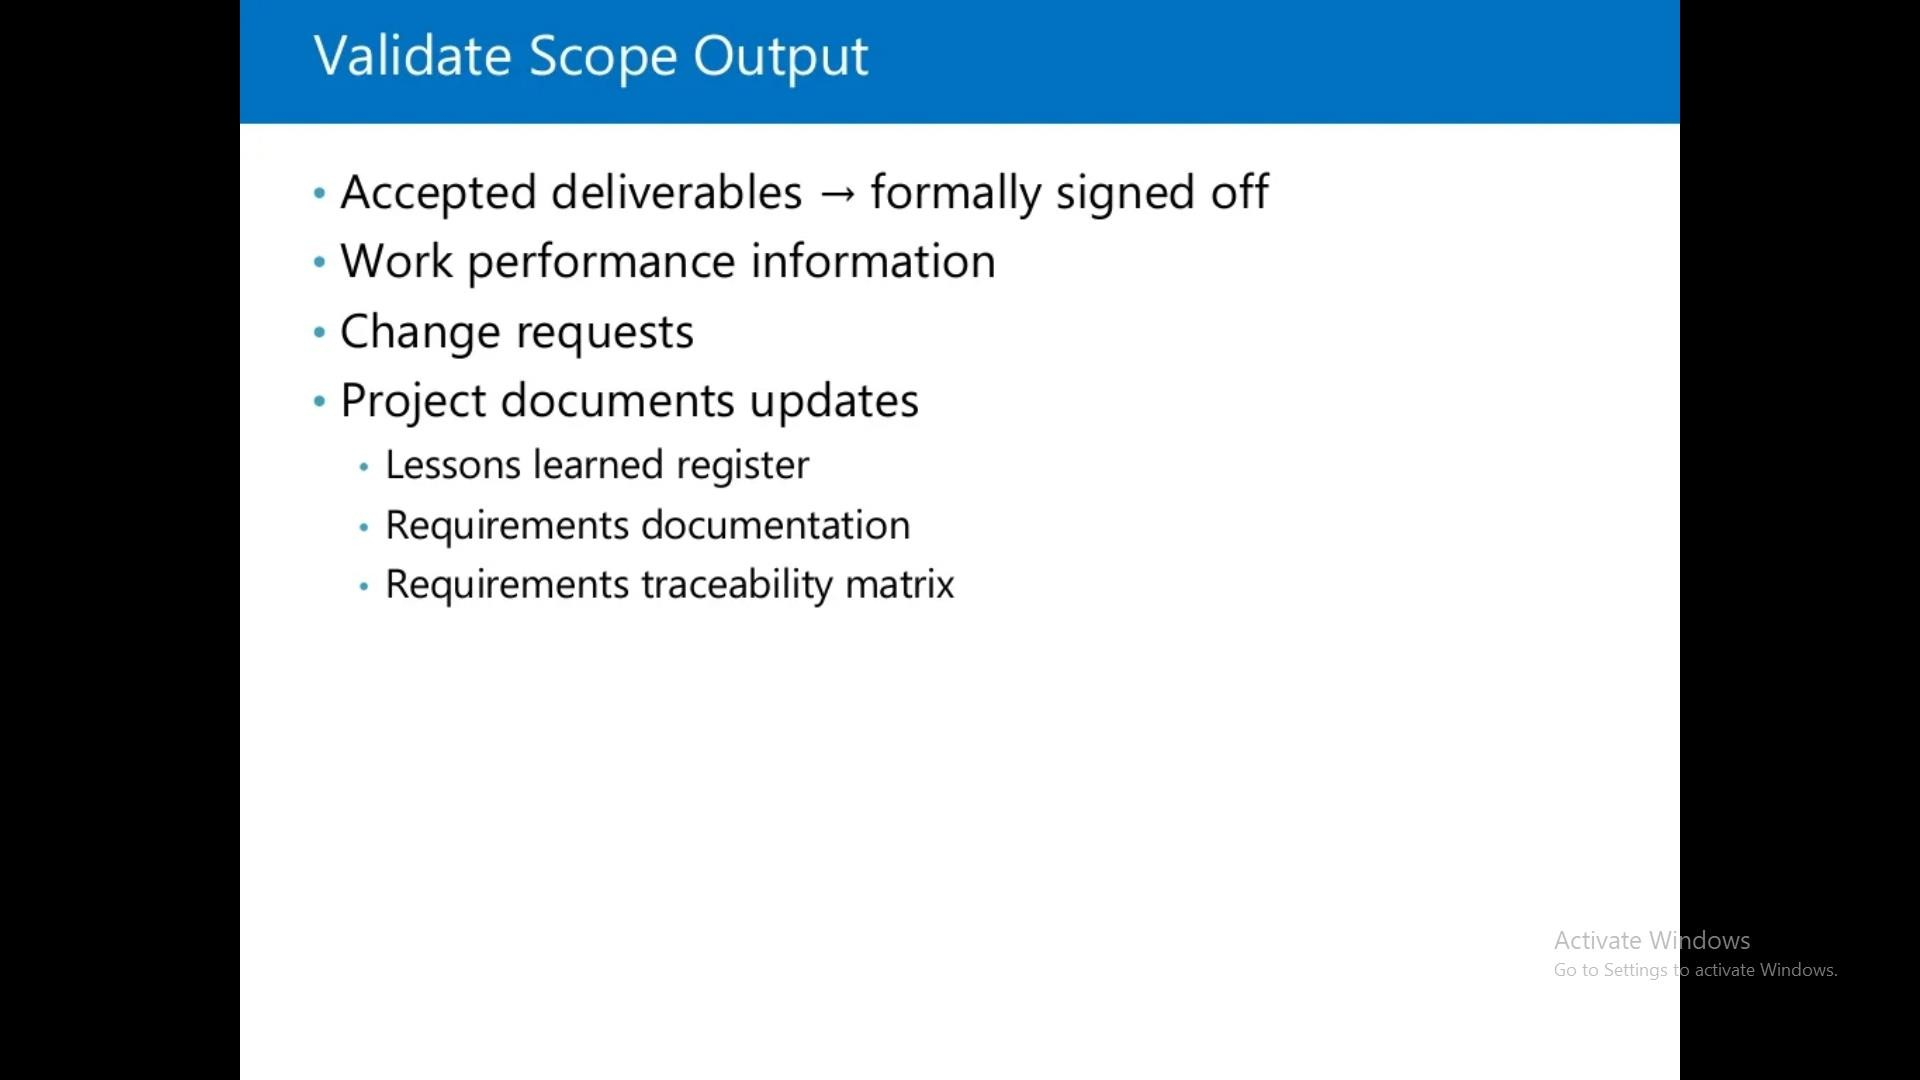 Validate Scope Output
• Accepted deliverables → formally signed off
• Work performance information
• Change requests
• Project documents updates
• Lessons learned register
• Requirements documentation
• Requirements traceability matrix
Activate Windows
Go to Settings to activate Windows.